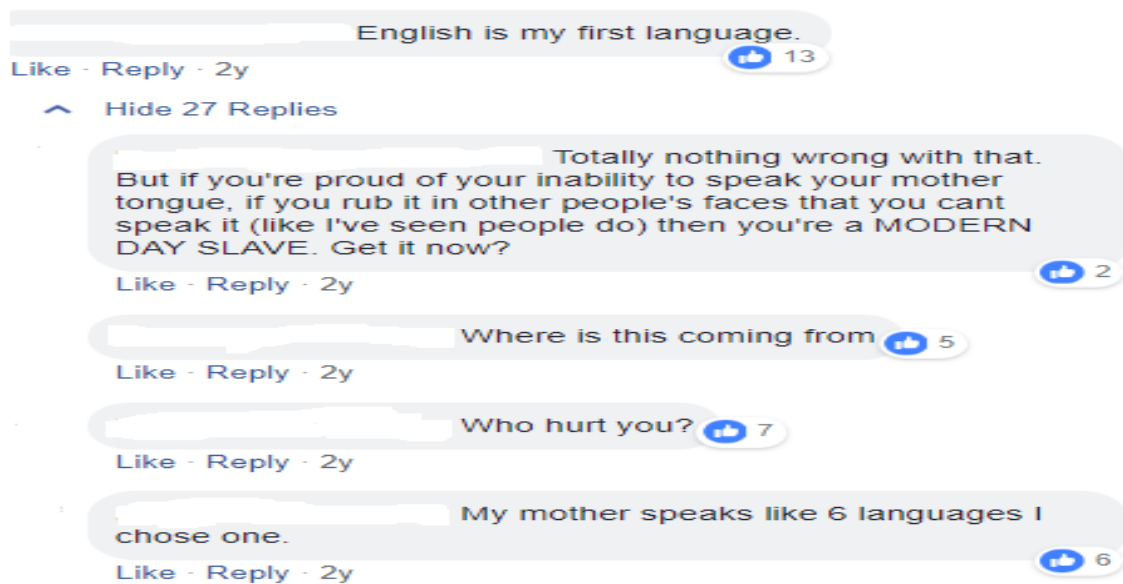 English is my first language.
13
Like · Reply · 2y
Hide 27 Replies
Totally nothing wrong with that.
But if you're proud of your inability to speak your mother
tongue, if you rub it in other people's faces that you cant
speak it (like I've seen people do) then you're a MODERN
DAY SLAVE. Get it now?
2
Like · Reply · 2y
Where is this coming from
5
Like · Reply · 2y
Who hurt you?
7
Like · Reply · 2y
My mother speaks like 6 languages I
chose one.
6
Like · Reply · 2y